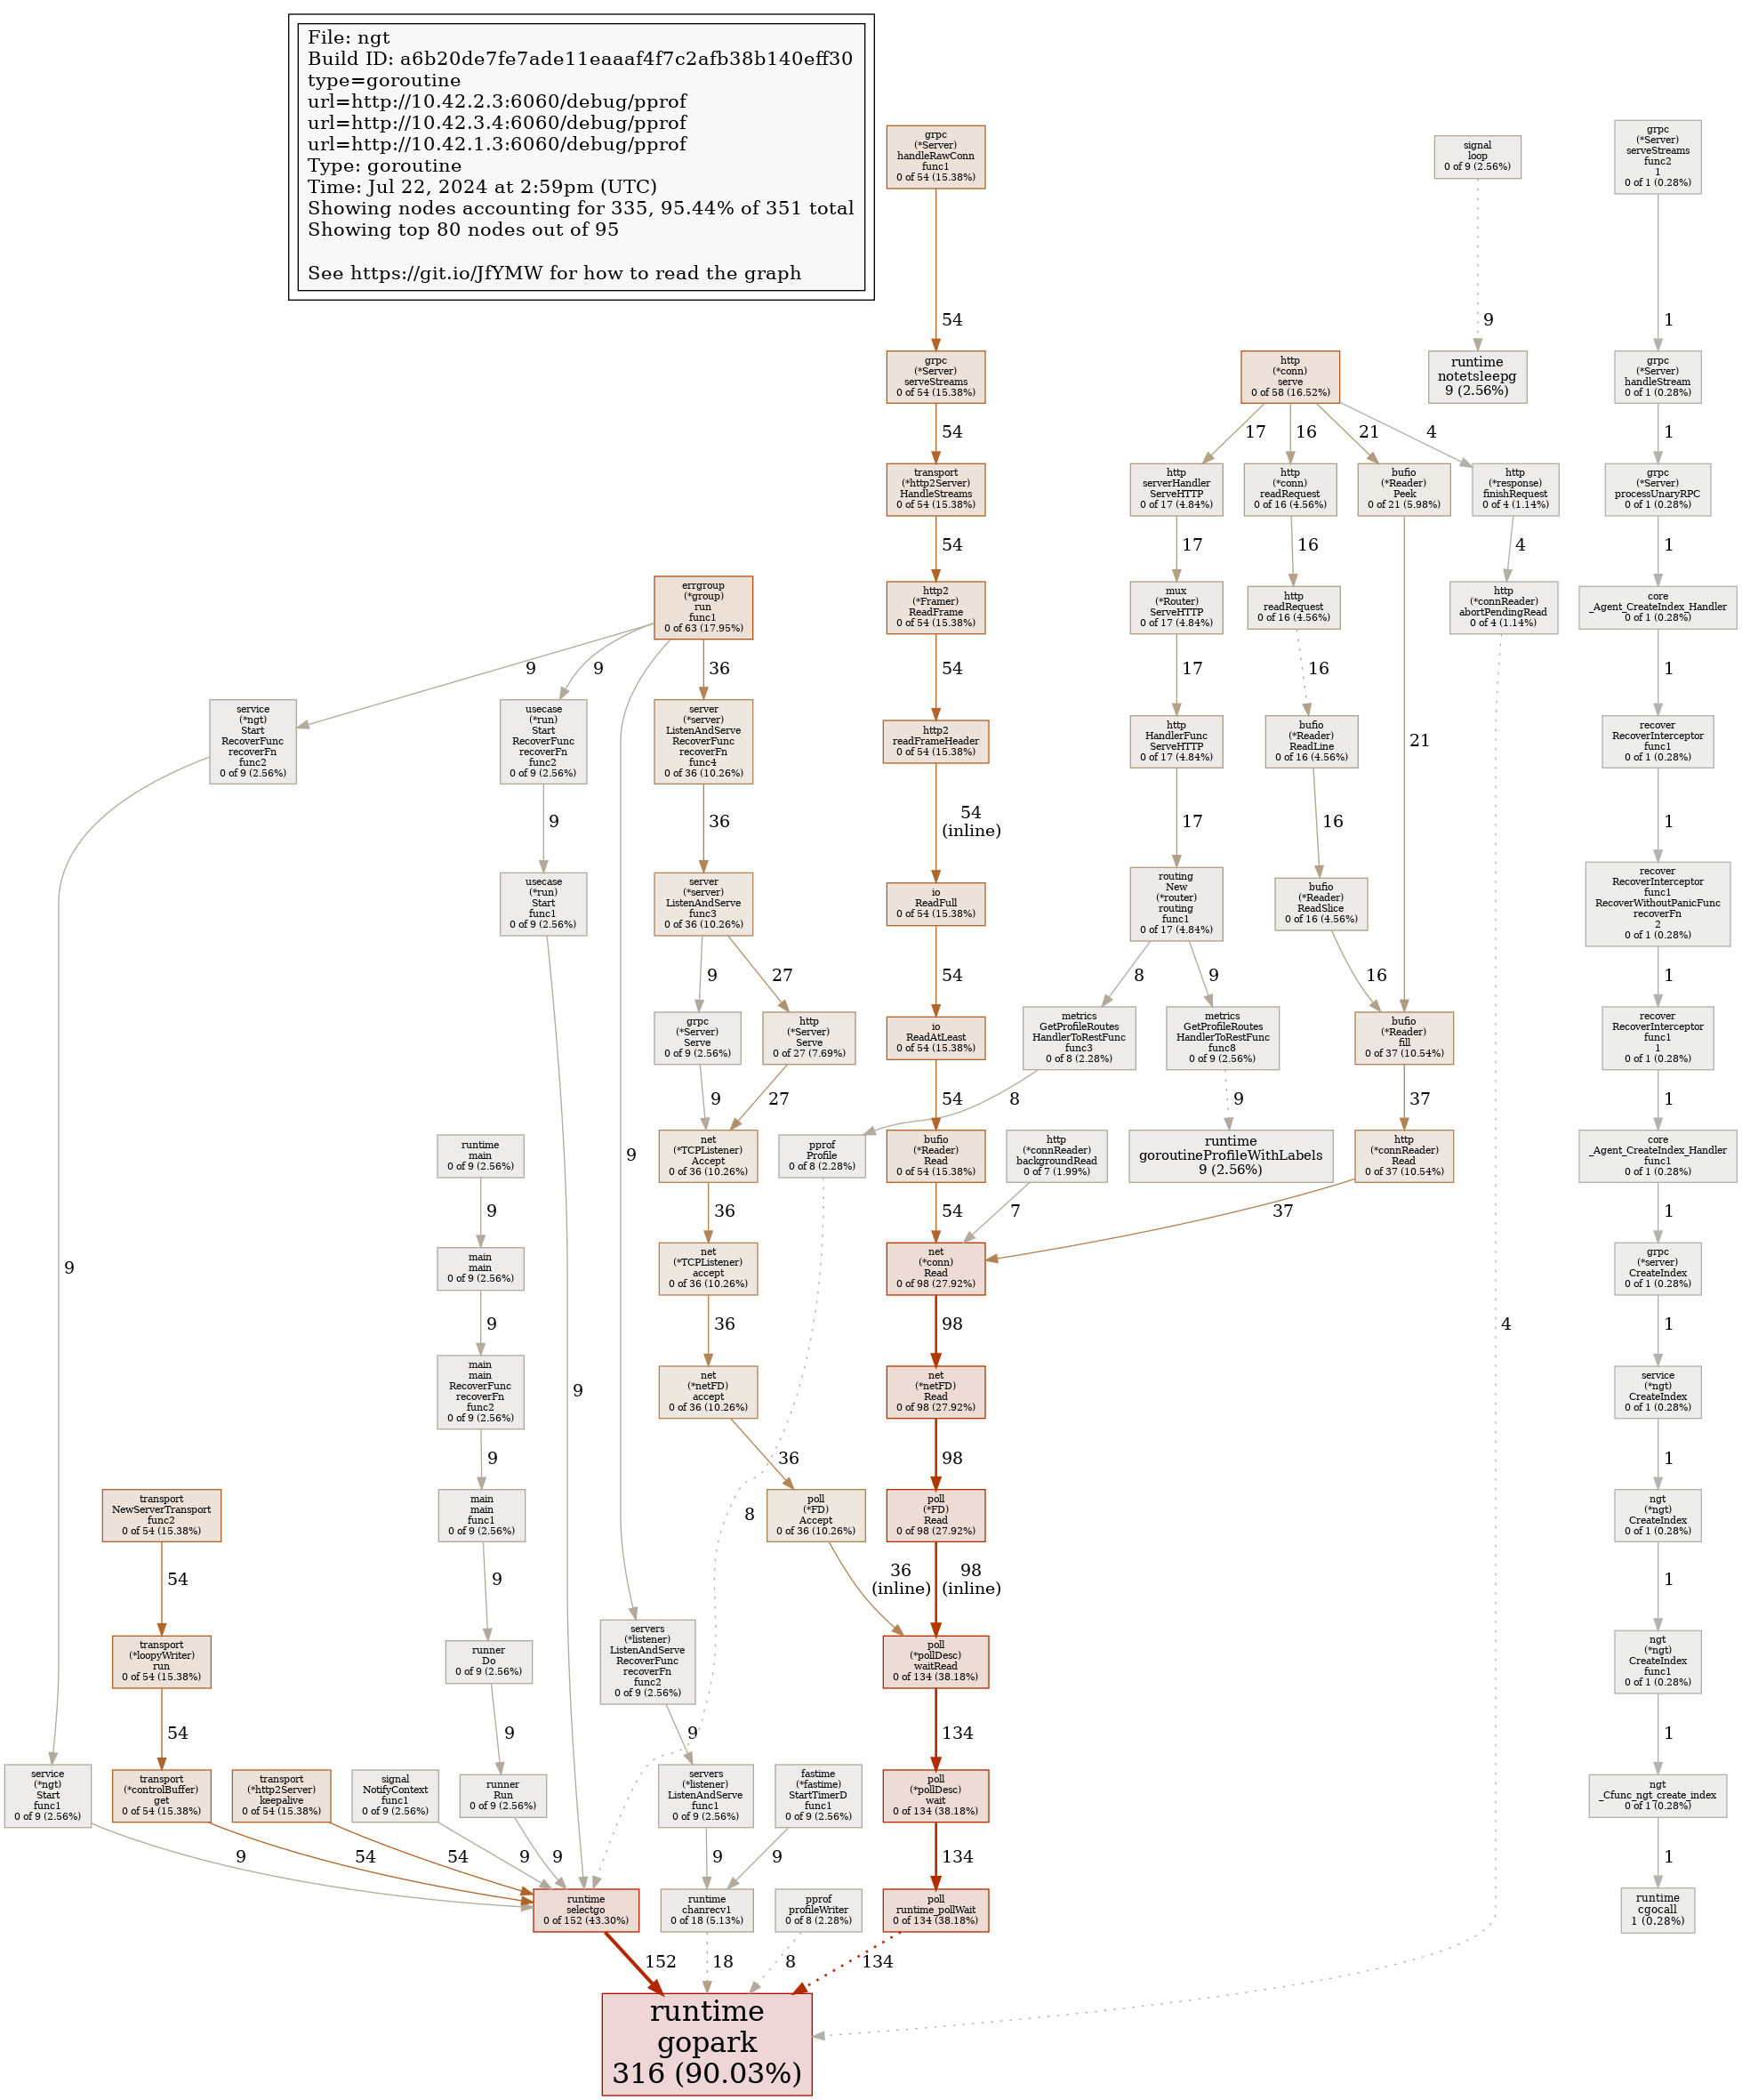 File: ngt
Build ID: a6b20de7fe7ade11eaaaf4f7c2afb38b140eff30
type=goroutine
url=http://10.42.2.3:6060/debug/pprof
url=http://10.42.3.4:6060/debug/pprof
url=http://10.42.1.3:6060/debug/pprof
Type: goroutine
Time: Jul 22, 2024 at 2:59pm (UTC)
Showing nodes accounting for 335, 95.44% of 351 total
Showing top 80 nodes out of 95
See https://git.io/JfYMW for how to read the graph
grpc
(*Server)
handleRawConn
func1
0 of 54 (15.38%)
signal
loop
0 of 9 (2.56%)
grpc
(*Server)
serveStreams
func2
1
0 of 1 (0.28%)
54
9
1
grpc
(*Server)
serveStreams
0 of 54 (15.38%)
http
(*conn)
serve
0 of 58 (16.52%)
runtime
notetsleepg
9 (2.56%)
grpc
(*Server)
handleStream
0 of 1 (0.28%)
54
17
16
21
4
1
transport
(*http2Server)
HandleStreams
0 of 54 (15.38%)
http
serverHandler
ServeHTTP
0 of 17 (4.84%)
http
(*conn)
readRequest
0 of 16 (4.56%)
bufio
(*Reader)
Peek
0 of 21 (5.98%)
http
(*response)
finishRequest
0 of 4 (1.14%)
grpc
(*Server)
processUnaryRPC
0 of 1 (0.28%)
54
17
16
4
1
errgroup
(*group)
run
func1
0 of 63 (17.95%)
http2
(*Framer)
ReadFrame
0 of 54 (15.38%)
mux
(*Router)
ServeHTTP
0 of 17 (4.84%)
http
readRequest
0 of 16 (4.56%)
http
(*connReader)
abortPendingRead
0 of 4 (1.14%)
core
_Agent_CreateIndex_Handler
0 of 1 (0.28%)
9
9
36
54
17
16
1
service
(*ngt)
Start
RecoverFunc
recoverFn
func2
0 of 9 (2.56%)
usecase
(*run)
Start
RecoverFunc
recoverFn
func2
0 of 9 (2.56%)
server
(*server)
ListenAndServe
RecoverFunc
recoverFn
func4
0 of 36 (10.26%)
http2
readFrameHeader
0 of 54 (15.38%)
http
HandlerFunc
ServeHTTP
0 of 17 (4.84%)
bufio
(*Reader)
ReadLine
0 of 16 (4.56%)
21
recover
RecoverInterceptor
func1
0 of 1 (0.28%)
9
36
54
(inline)
17
16
1
usecase
(*run)
Start
func1
0 of 9 (2.56%)
server
(*server)
ListenAndServe
func3
0 of 36 (10.26%)
io
ReadFull
0 of 54 (15.38%)
routing
New
(*router)
routing
func1
0 of 17 (4.84%)
bufio
(*Reader)
ReadSlice
0 of 16 (4.56%)
recover
RecoverInterceptor
func1
RecoverWithoutPanicFunc
recoverFn
2
0 of 1 (0.28%)
9
27
54
8
9
16
1
grpc
(*Server)
Serve
0 of 9 (2.56%)
http
(*Server)
Serve
0 of 27 (7.69%)
io
ReadAtLeast
0 of 54 (15.38%)
metrics
GetProfileRoutes
HandlerToRestFunc
func3
0 of 8 (2.28%)
metrics
GetProfileRoutes
HandlerToRestFunc
func8
0 of 9 (2.56%)
bufio
(*Reader)
fill
0 of 37 (10.54%)
recover
RecoverInterceptor
func1
1
0 of 1 (0.28%)
9
27
54
8
9
37
1
runtime
main
0 of 9 (2.56%)
9
net
(*TCPListener)
Accept
0 of 36 (10.26%)
pprof
Profile
0 of 8 (2.28%)
bufio
(*Reader)
Read
0 of 54 (15.38%)
http
(*connReader)
backgroundRead
0 of 7 (1.99%)
runtime
goroutineProfileWithLabels
9 (2.56%)
http
(*connReader)
Read
0 of 37 (10.54%)
core
_Agent_CreateIndex_Handler
func1
0 of 1 (0.28%)
9
36
54
7
37
1
9
main
main
0 of 9 (2.56%)
net
(*TCPListener)
accept
0 of 36 (10.26%)
net
(*conn)
Read
0 of 98 (27.92%)
grpc
(*server)
CreateIndex
0 of 1 (0.28%)
9
36
98
4
1
main
main
RecoverFunc
recoverFn
func2
0 of 9 (2.56%)
9
net
(*netFD)
accept
0 of 36 (10.26%)
net
(*netFD)
Read
0 of 98 (27.92%)
service
(*ngt)
CreateIndex
0 of 1 (0.28%)
9
36
98
1
transport
NewServerTransport
func2
0 of 54 (15.38%)
main
main
func1
0 of 9 (2.56%)
8
poll
(*FD)
Accept
0 of 36 (10.26%)
poll
(*FD)
Read
0 of 98 (27.92%)
ngt
(*ngt)
CreateIndex
0 of 1 (0.28%)
54
9
36
(inline)
98
(inline)
1
transport
(*loopyWriter)
run
0 of 54 (15.38%)
runner
Do
0 of 9 (2.56%)
servers
(*listener)
ListenAndServe
RecoverFunc
recoverFn
func2
0 of 9 (2.56%)
poll
(*pollDesc)
waitRead
0 of 134 (38.18%)
ngt
(*ngt)
CreateIndex
func1
0 of 1 (0.28%)
54
9
9
134
1
service
(*ngt)
Start
func1
0 of 9 (2.56%)
transport
(*controlBuffer)
get
0 of 54 (15.38%)
transport
(*http2Server)
keepalive
0 of 54 (15.38%)
signal
NotifyContext
func1
0 of 9 (2.56%)
runner
Run
0 of 9 (2.56%)
servers
(*listener)
ListenAndServe
func1
0 of 9 (2.56%)
fastime
(*fastime)
StartTimerD
func1
0 of 9 (2.56%)
poll
(*pollDesc)
wait
0 of 134 (38.18%)
ngt
_Cfunc_ngt_create_index
0 of 1 (0.28%)
9
54
54
9
9
9
9
134
1
runtime
selectgo
0 of 152 (43.30%)
runtime
chanrecv1
0 of 18 (5.13%)
pprof
profileWriter
0 of 8 (2.28%)
poll
runtime_pollWait
0 of 134 (38.18%)
runtime
cgocall
1 (0.28%)
152
18
8
134
runtime
gopark
316 (90.03%)